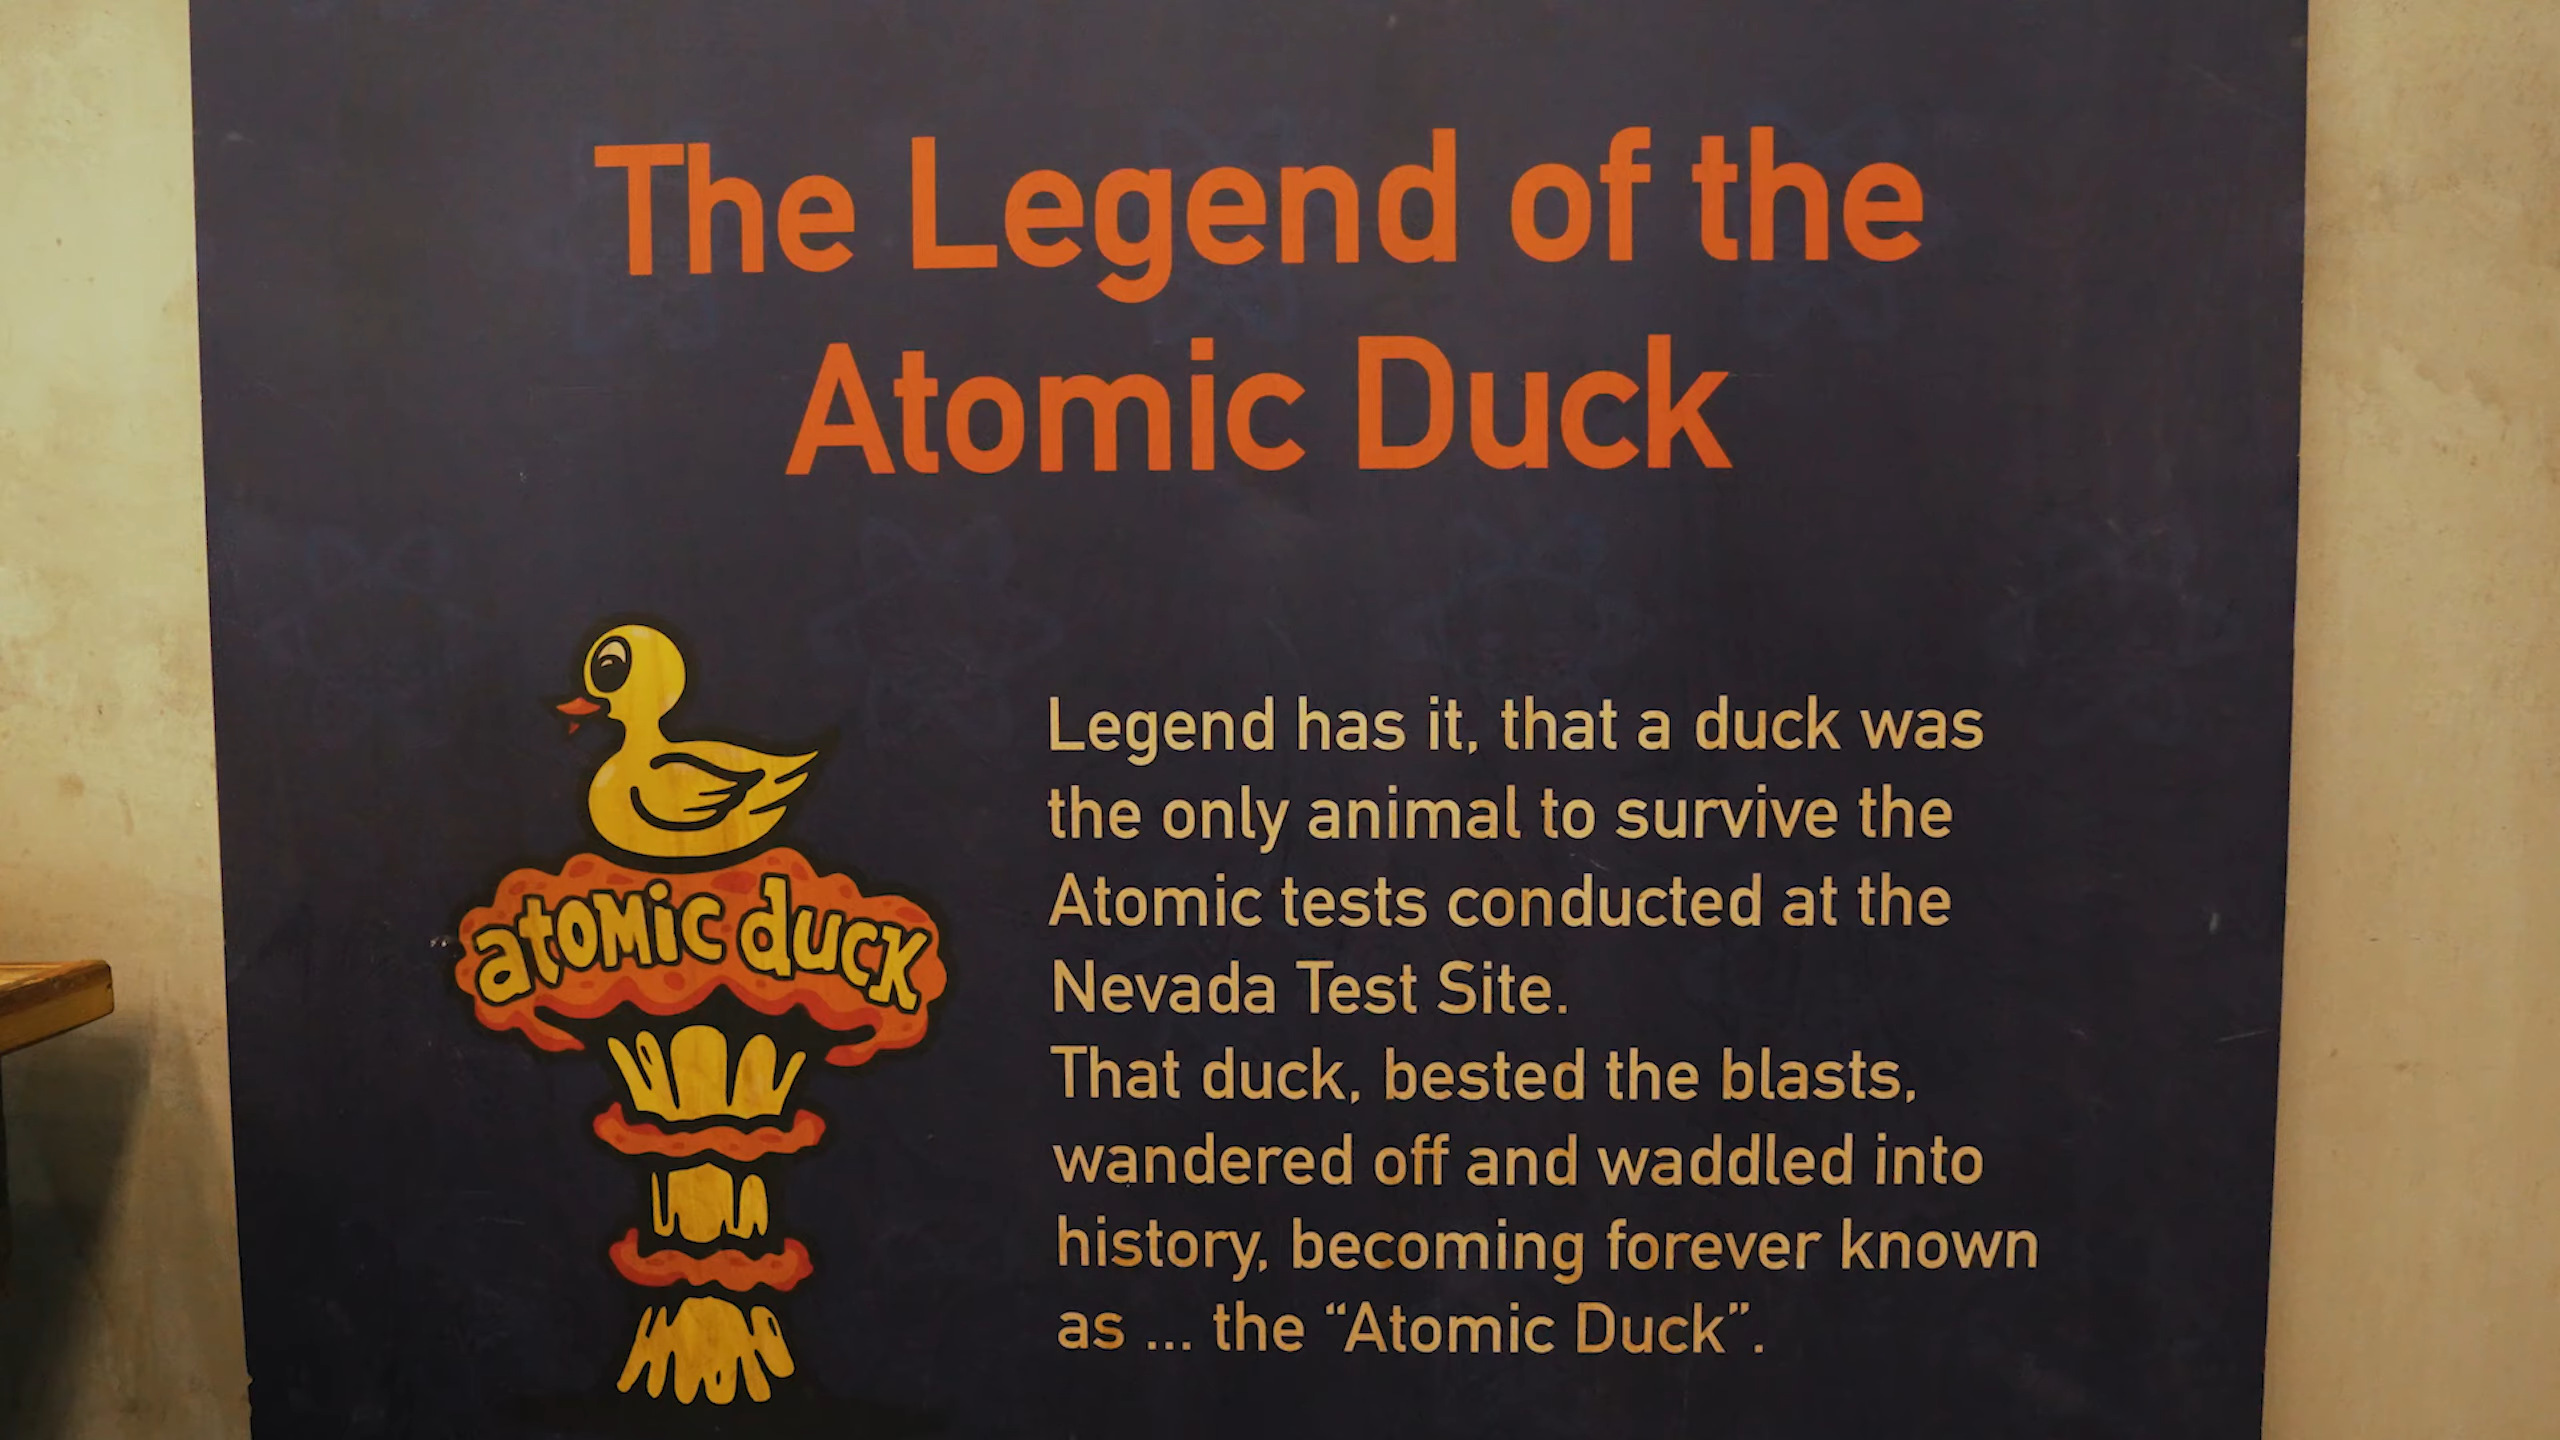 The Legend of the
Atomic Duck
atomic duck
Legend has it, that a duck was
the only animal to survive the
Atomic tests conducted at the
Nevada Test Site.
That duck, bested the blasts,
wandered off and waddled into
history, becoming forever known
as ... the “Atomic Duck”.